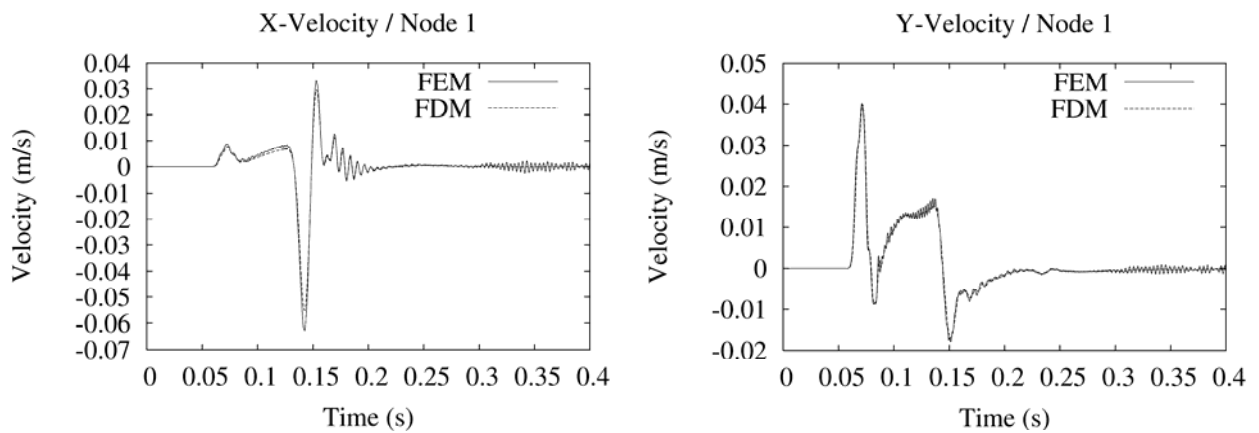 X-Velocity / Node 1
0.04
0.03
0.02
0.01
0
-0.01
-0.02
-0.03
-0.04
-0.05
-0.06
-0.07
Velocity (m/s)
FEM
FDM
0 0.05 0.1 0.15 0.2 0.25 0.3 0.35 0.4
Time (s)
Y-Velocity / Node 1
0.05
0.04
0.03
0.02
0.01
0
-0.01
-0.02
Velocity (m/s)
FEM
FDM
0 0.05 0.1 0.15 0.2 0.25 0.3 0.35 0.4
Time (s)